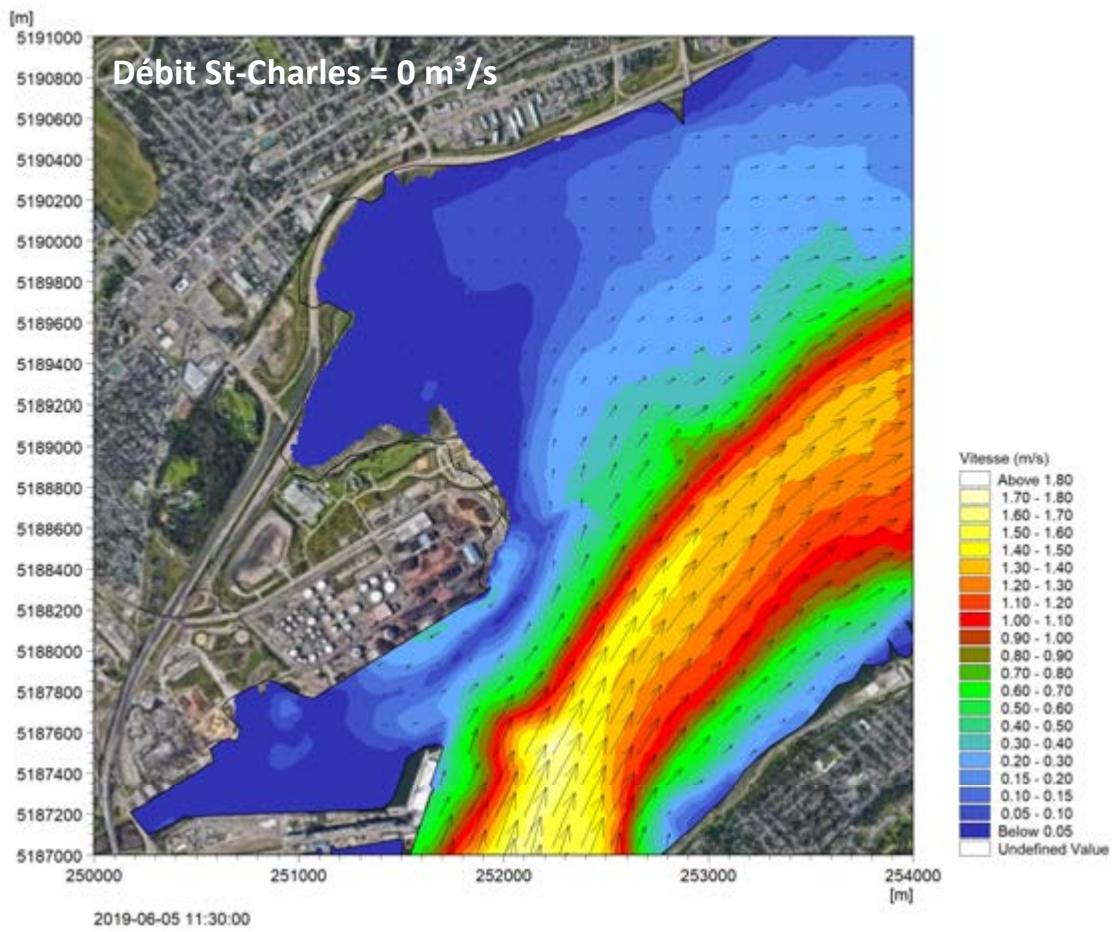 [m]
Débit St-Charles = 0 m³/s
5191000
5190800
5190600
5190400
5190200
5190000
5189800
5189600
5189400
5189200
5189000
5188800
5188600
5188400
5188200
5188000
5187800
5187600
5187400
5187200
5187000
250000 251000 252000 253000 254000
[m]
2019-06-05 11:30:00
Vitesse (m/s)
Above 1.80
1.70 - 1.80
1.60 - 1.70
1.50 - 1.60
1.40 - 1.50
1.30 - 1.40
1.20 - 1.30
1.10 - 1.20
1.00 - 1.10
0.90 - 1.00
0.80 - 0.90
0.70 - 0.80
0.60 - 0.70
0.50 - 0.60
0.40 - 0.50
0.30 - 0.40
0.20 - 0.30
0.15 - 0.20
0.10 - 0.15
0.05 - 0.10
Below 0.05
Undefined Value